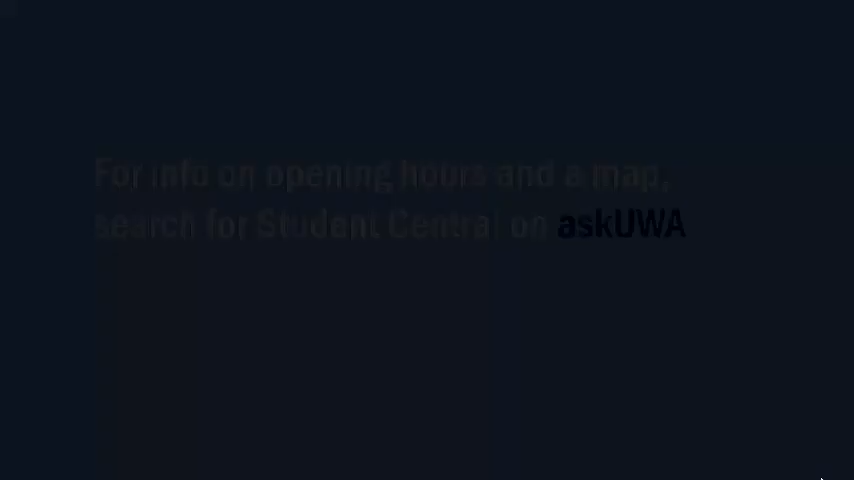 For info on opening hours and a map,
search for Student Central on askUWA